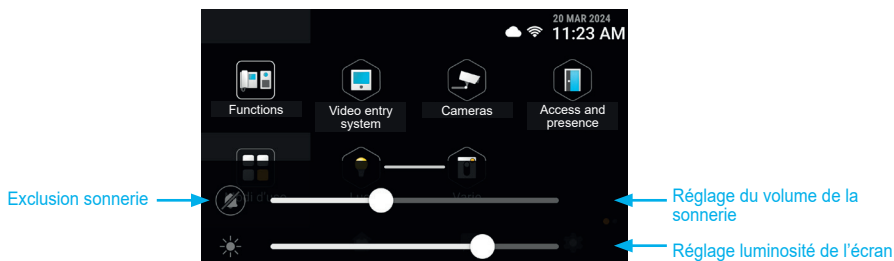 20 MAR 2024
11:23 AM
Functions
Video entry
system
Cameras
Access and
presence
Exclusion sonnerie
Réglage du volume de la
sonnerie
Réglage luminosité de l'écran